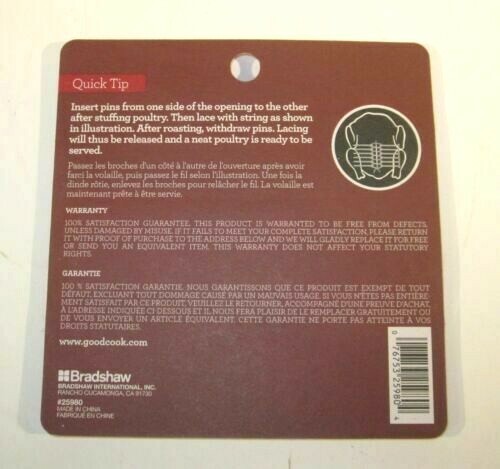 Quick Tip
Insert pins from one side of the opening to the other
after stuffing poultry. Then lace with string as shown
in illustration. After roasting, withdraw pins. Lacing
will thus be released and a neat poultry is ready to be
served.
Passez les broches d'un côté à l'autre de l'ouverture après avoir
farci la volaille, puis passez le fil selon l'illustration. Une fois la
dinde rôtie, enlevez les broches pour relâcher le fil. La volaille est
maintenant prête à être servie.
WARRANTY
100% SATISFACTION GUARANTEE. THIS PRODUCT IS WARRANTED TO BE FREE FROM DEFECTS,
UNLESS DAMAGED BY MISUSE. IF IT FAILS TO MEET YOUR COMPLETE SATISFACTION, PLEASE RETURN
IT WITH PROOF OF PURCHASE TO THE ADDRESS BELOW AND WE WILL GLADLY REPLACE IT FOR FREE
OR SEND YOU AN EQUIVALENT ITEM. THIS WARRANTY DOES NOT AFFECT YOUR STATUTORY
RIGHTS.
GARANTIE
100 % SATISFACTION GARANTIE. NOUS GARANTISSONS QUE CE PRODUIT EST EXEMPT DE TOUT
DÉFAUT, EXCLUANT TOUT DOMMAGE CAUSÉ PAR UN MAUVAIS USAGE. SI VOUS N'ÊTES PAS ENTIÈRE-
MENT SATISFAIT PAR CE PRODUIT, VEUILLEZ LE RETOURNER, ACCOMPAGNÉ D'UNE PREUVE D'ACHAT,
À L'ADRESSE INDIQUÉE CI-DESSOUS ET IL NOUS FERA PLAISIR DE LE REMPLACER GRATUITEMENT OU
DE VOUS ENVOYER UN ARTICLE ÉQUIVALENT. CETTE GARANTIE NE PORTE PAS ATTEINTE À VOS
DROITS STATUTAIRES.
www.goodcook.com
Bradshaw
BRADSHAW INTERNATIONAL, INC.
RANCHO CUCAMONGA, CA 91730
#25980
MADE IN CHINA
FABRIQUÉ EN CHINE
0 76753 25980 4